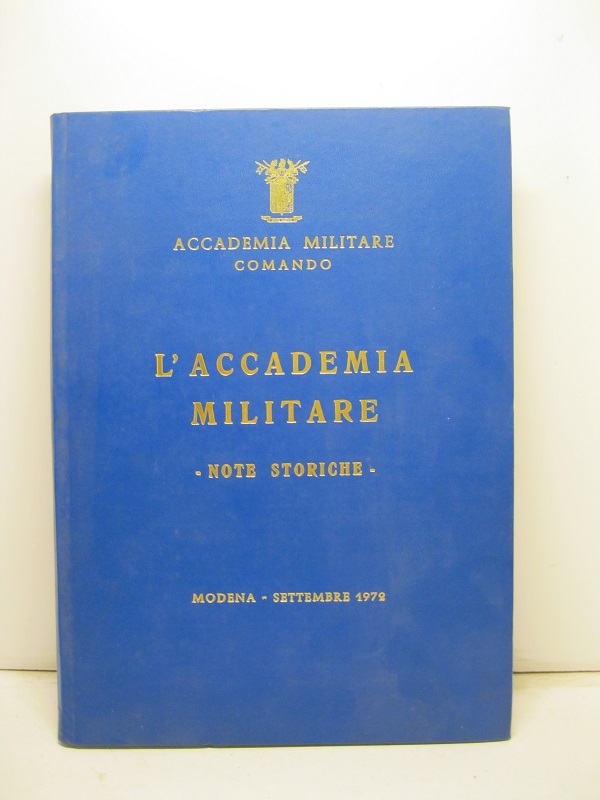 ACCADEMIA MILITARE
COMANDO
L'ACCADEMIA
MILITARE
- NOTE STORICHE -
MODENA - SETTEMBRE 1972